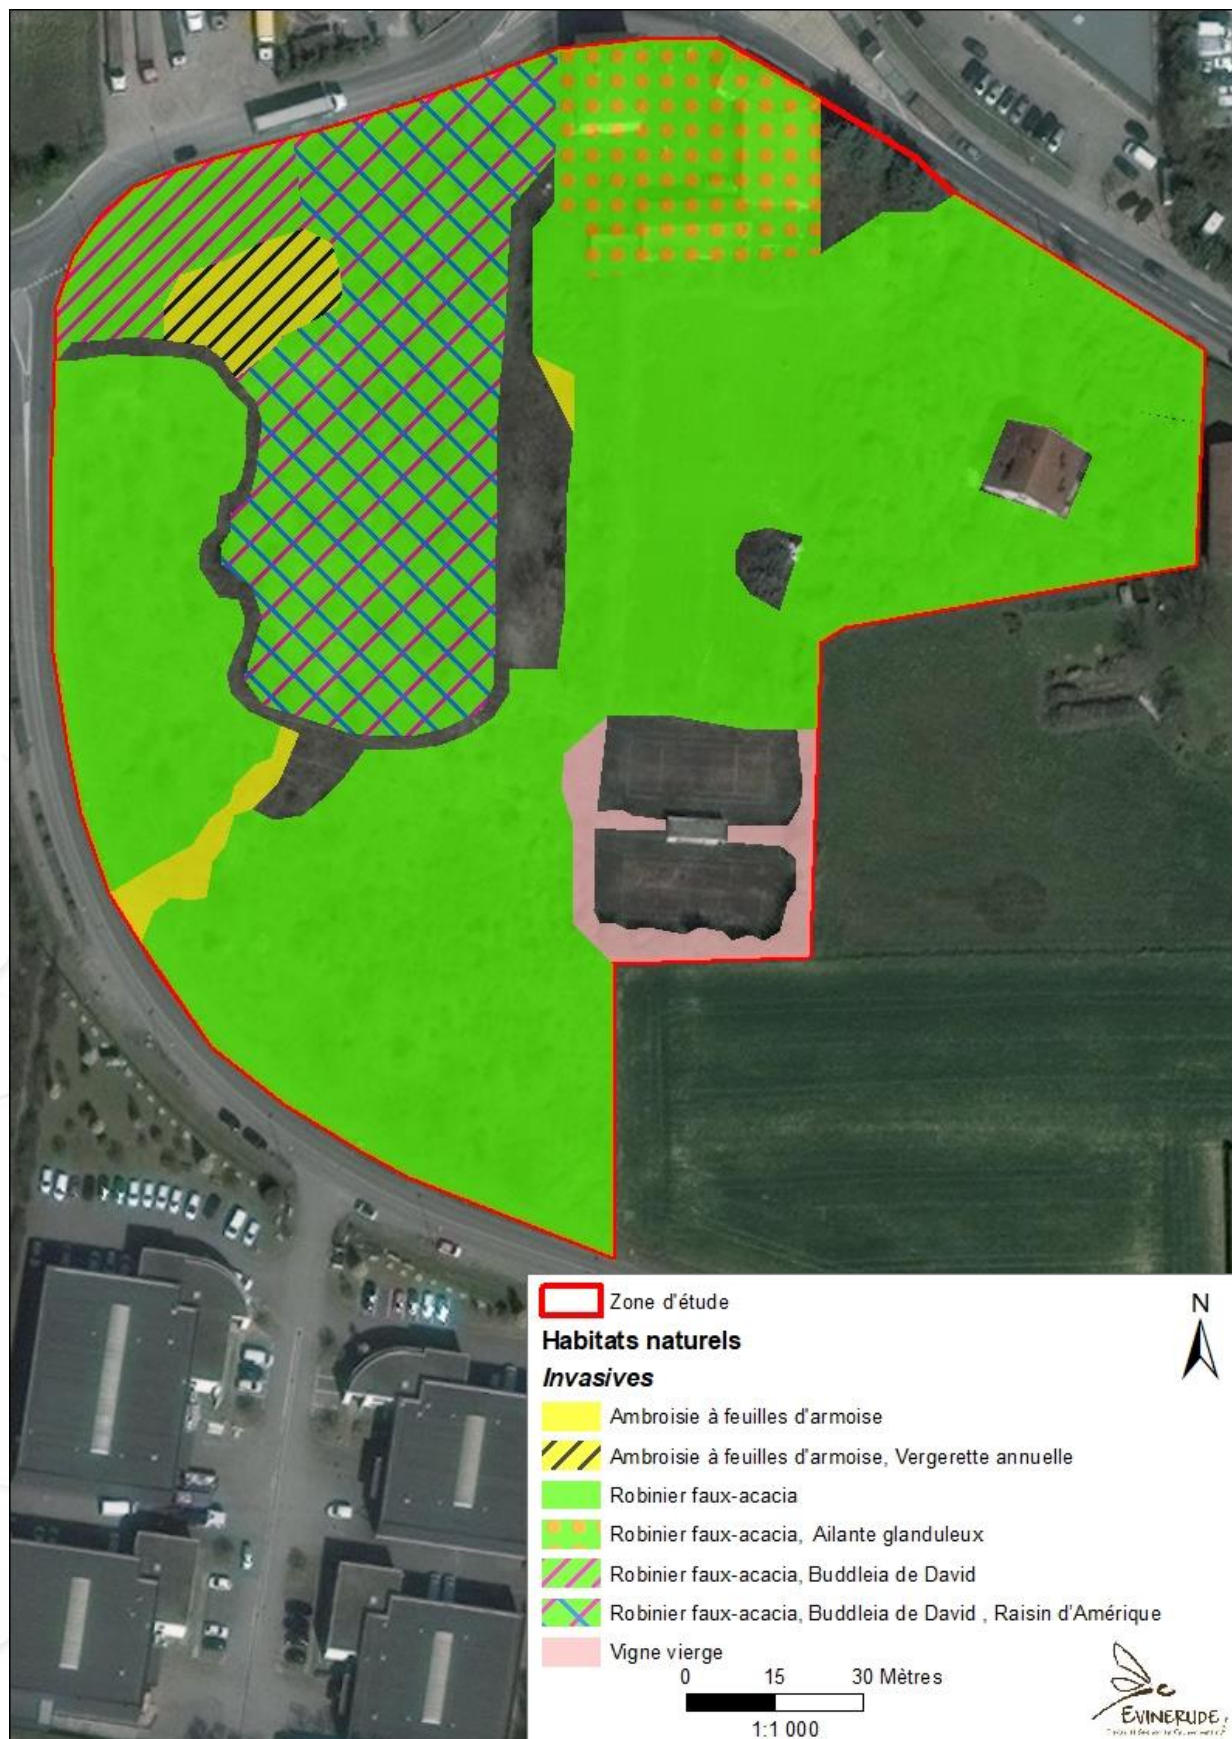 Zone d'étude
N
Habitats naturels
Invasives
Ambroisie à feuilles d'armoise
Ambroisie à feuilles d'armoise, Vergerette annuelle
Robinier faux-acacia
Robinier faux-acacia, Ailante glanduleux
Robinier faux-acacia, Buddleia de David
Robinier faux-acacia, Buddleia de David , Raisin d'Amérique
Vigne vierge
0 15 30 Mètres
1:1 000
EVINERUDE